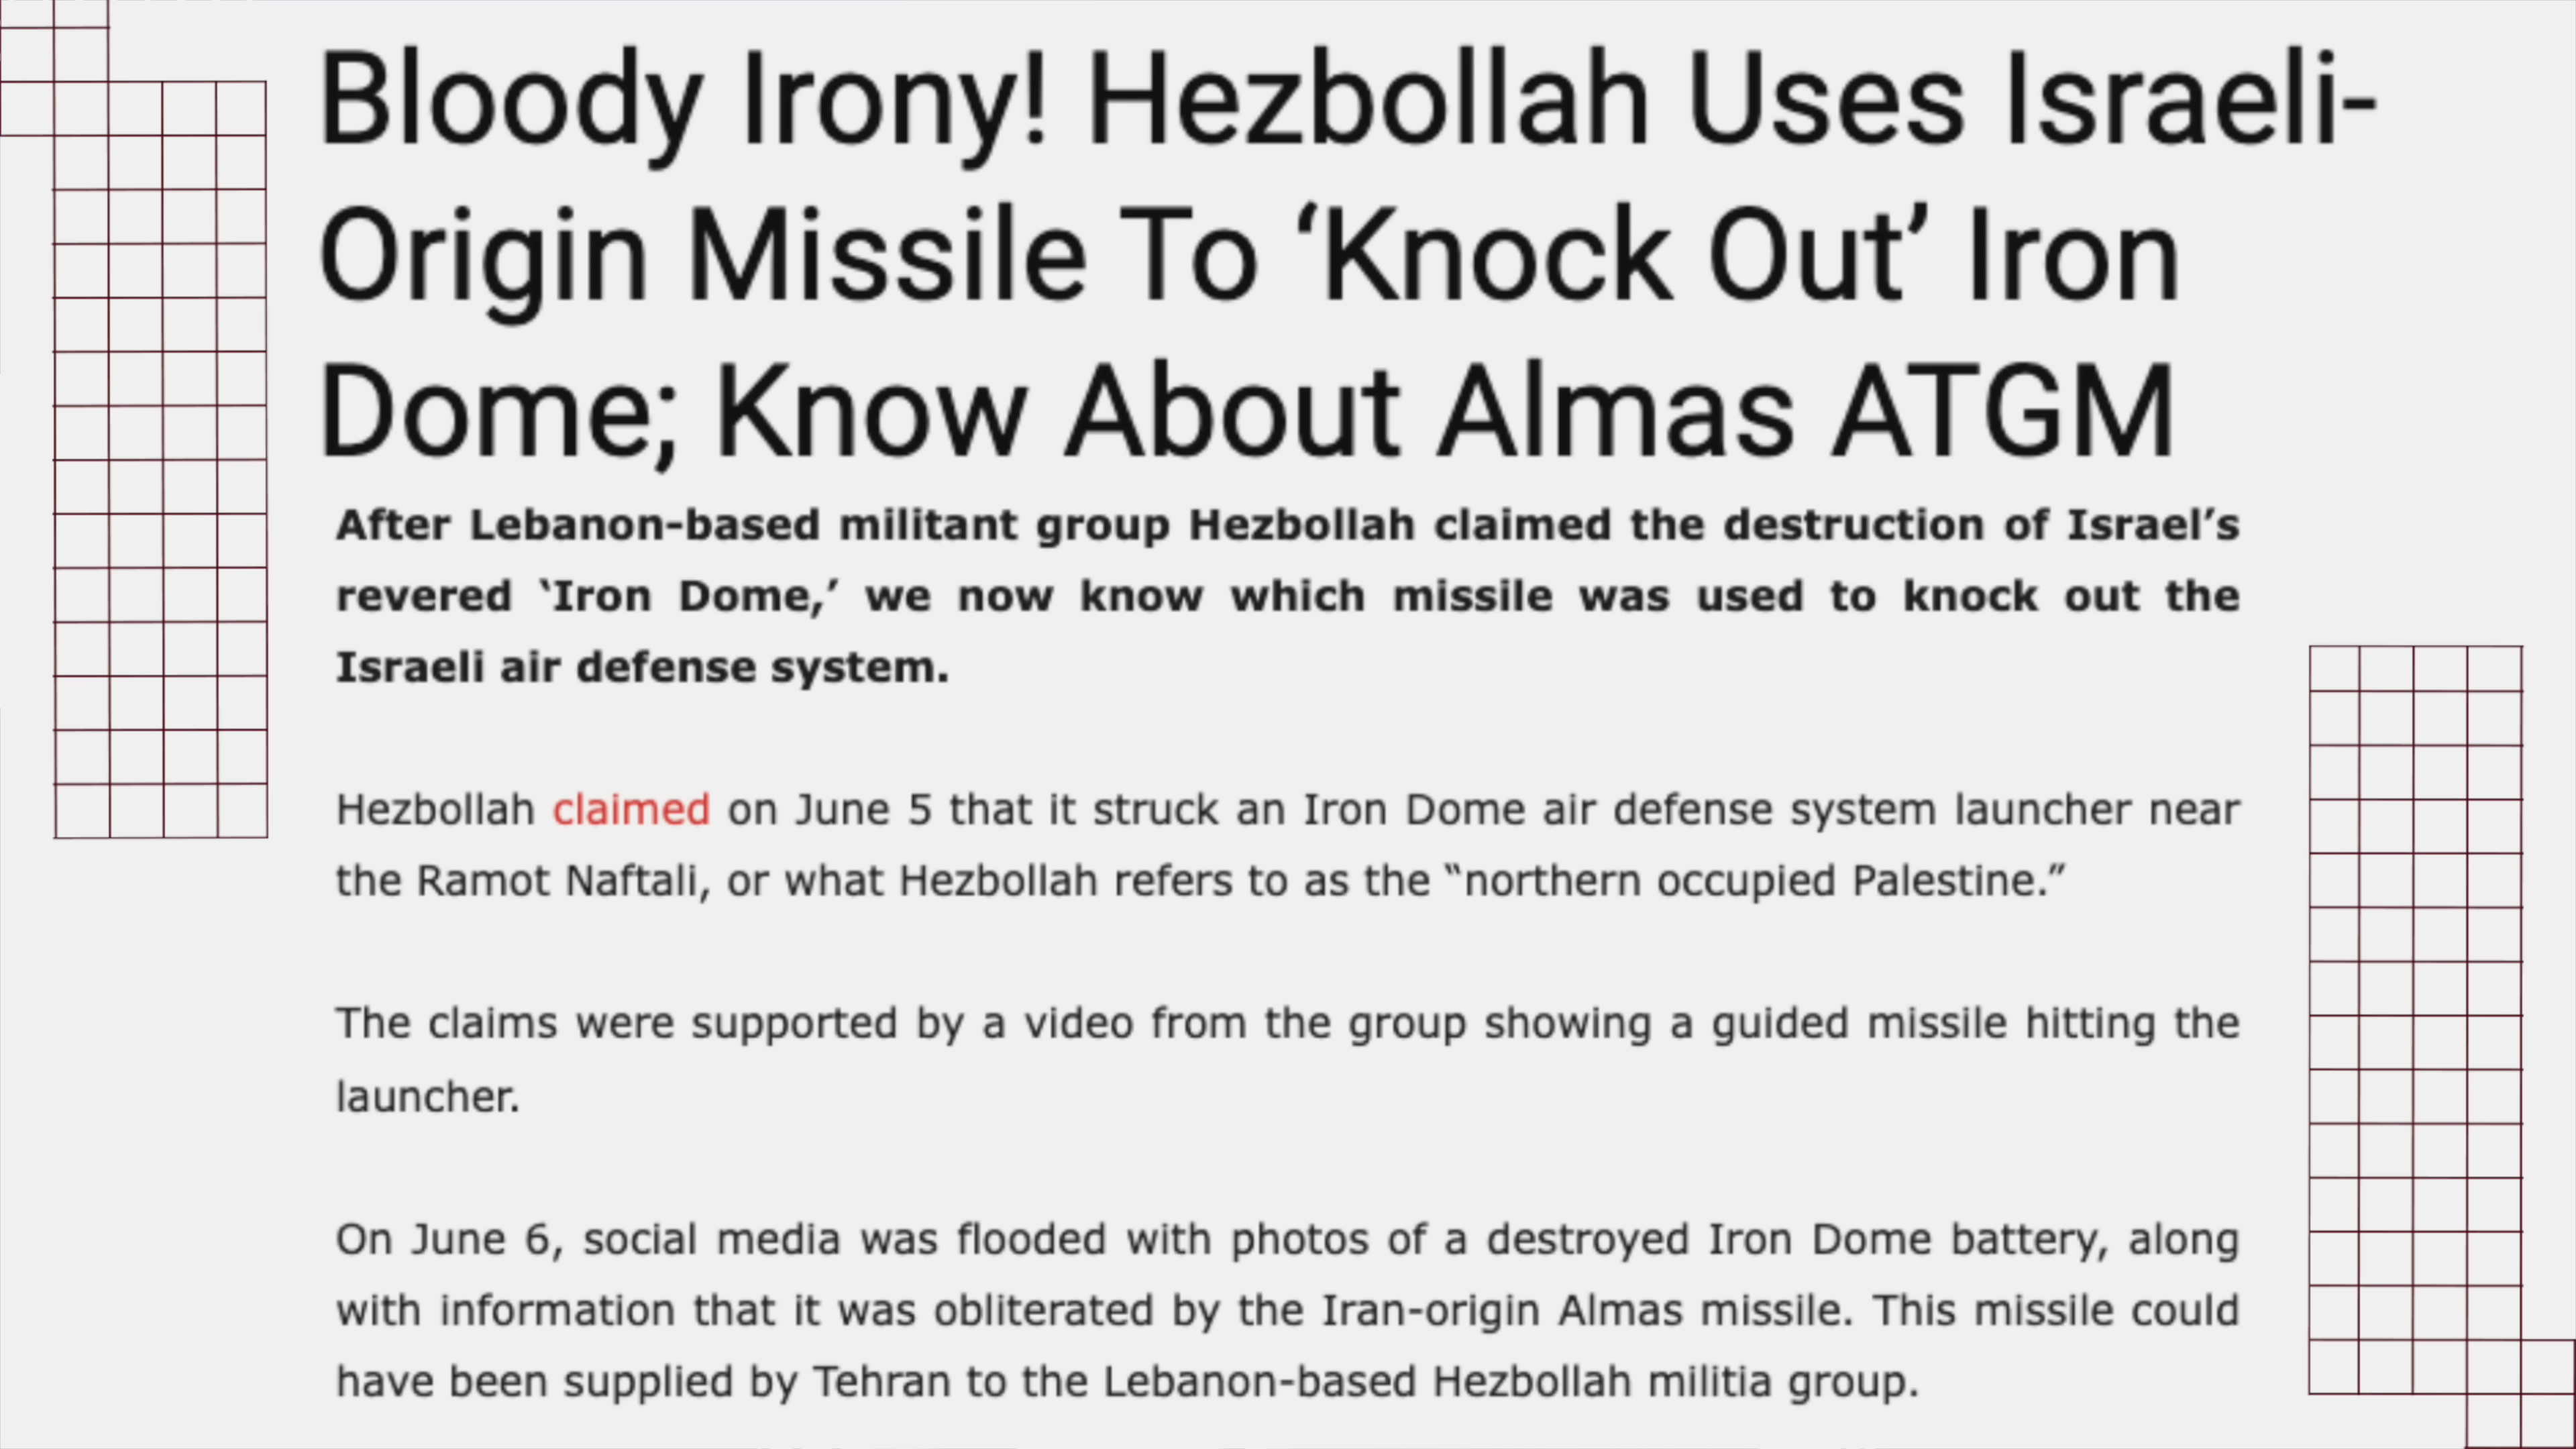 Bloody Irony! Hezbollah Uses Israeli-
Origin Missile To ‘Knock Out’ Iron
Dome; Know About Almas ATGM
After Lebanon-based militant group Hezbollah claimed the destruction of Israel’s
revered ‘Iron Dome,’ we now know which missile was used to knock out the
Israeli air defense system.
Hezbollah claimed on June 5 that it struck an Iron Dome air defense system launcher near
the Ramot Naftali, or what Hezbollah refers to as the “northern occupied Palestine.”
The claims were supported by a video from the group showing a guided missile hitting the
launcher.
On June 6, social media was flooded with photos of a destroyed Iron Dome battery, along
with information that it was obliterated by the Iran-origin Almas missile. This missile could
have been supplied by Tehran to the Lebanon-based Hezbollah militia group.